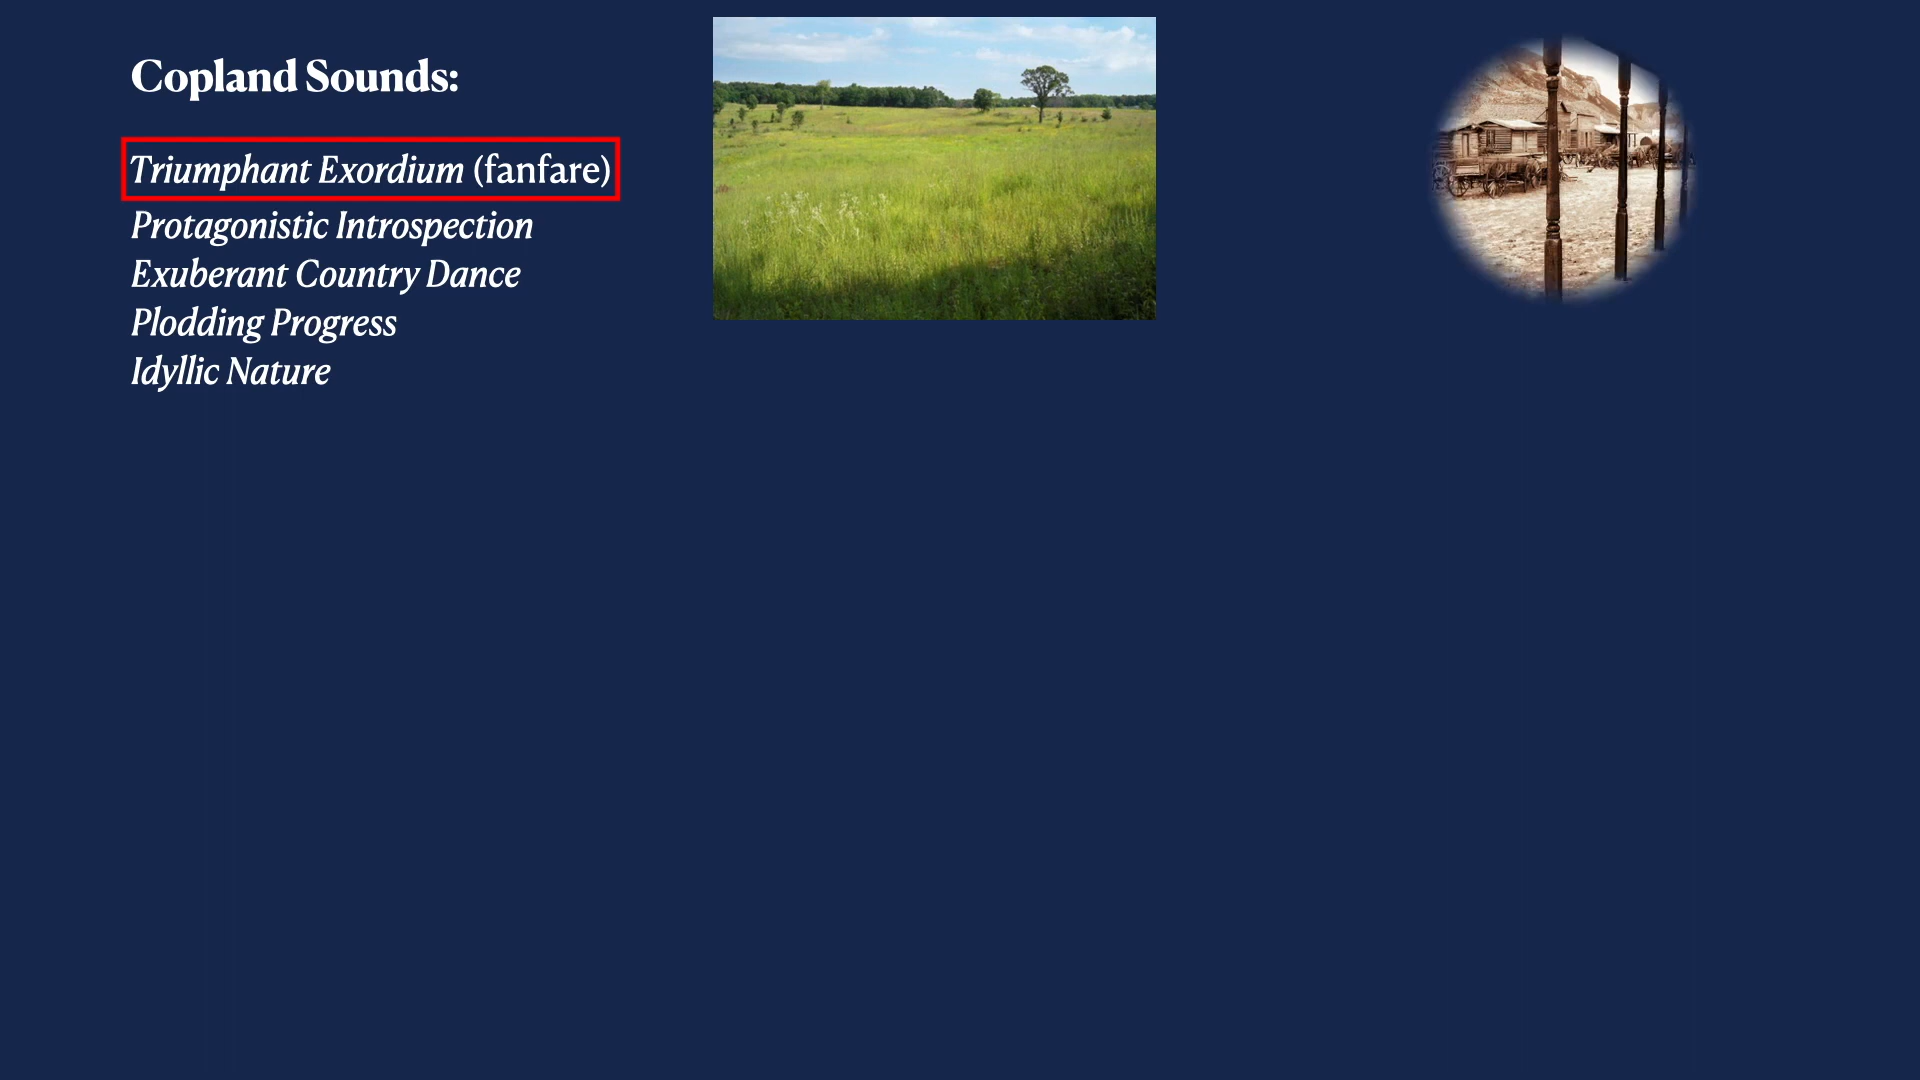 Copland Sounds:
Triumphant Exordium (fanfare)
Protagonistic Introspection
Exuberant Country Dance
Plodding Progress
Idyllic Nature